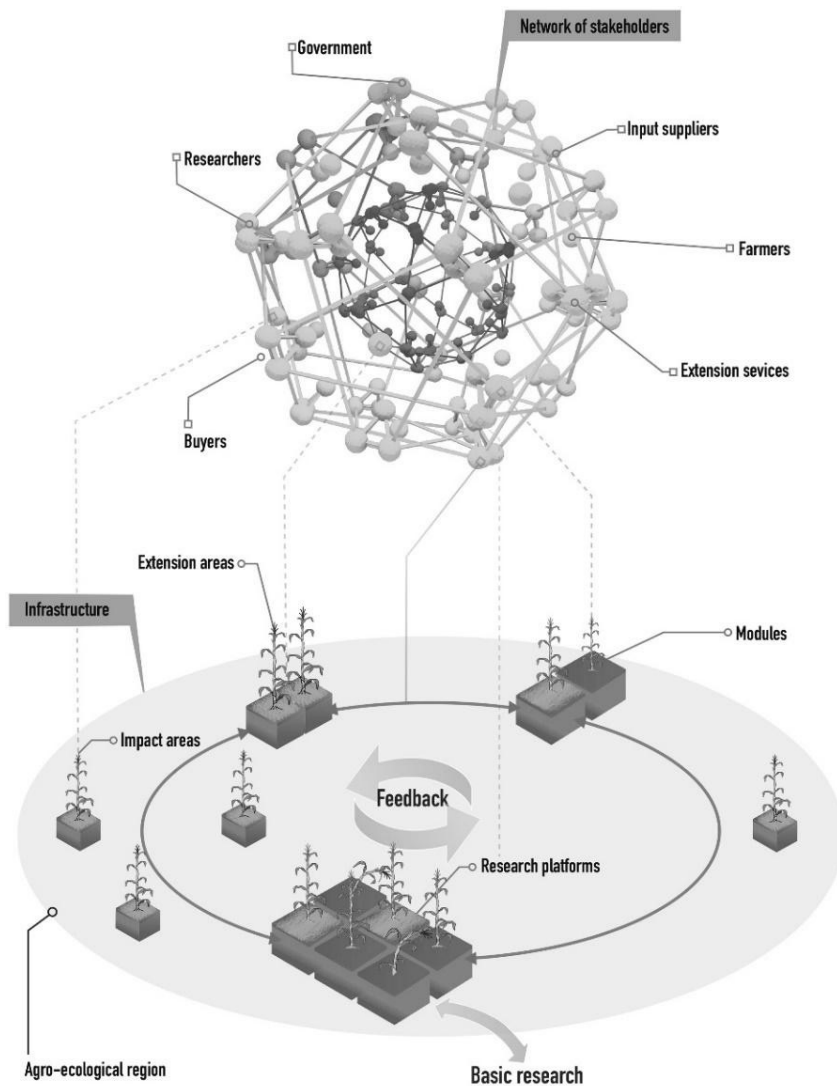 Network of stakeholders
Government
Input suppliers
Researchers
Farmers
Extension sevices
Buyers
Extension areas
Infrastructure
Modules
Impact areas
Feedback
Research platforms
Agro-ecological region
Basic research